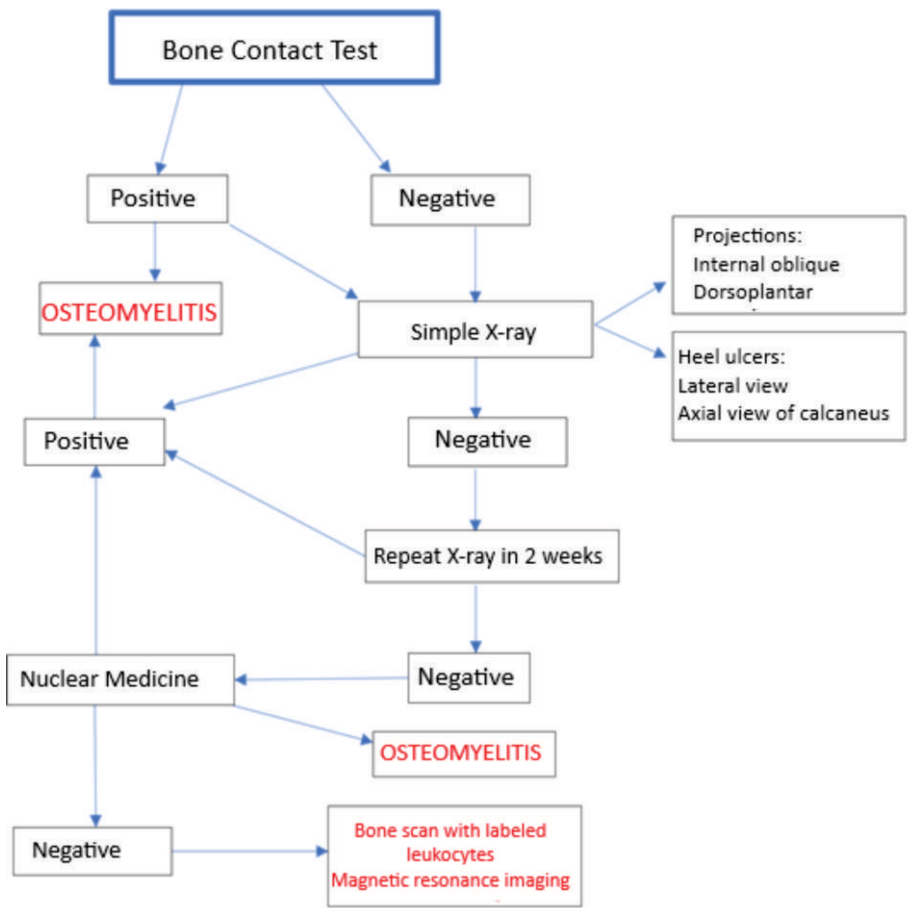 Bone Contact Test
Positive
Negative
OSTEOMYELITIS
Simple X-ray
Projections:
Internal oblique
Dorsoplantar
Heel ulcers:
Lateral view
Axial view of calcaneus
Positive
Negative
Repeat X-ray in 2 weeks
Nuclear Medicine
Negative
OSTEOMYELITIS
Negative
Bone scan with labeled
leukocytes
Magnetic resonance imaging